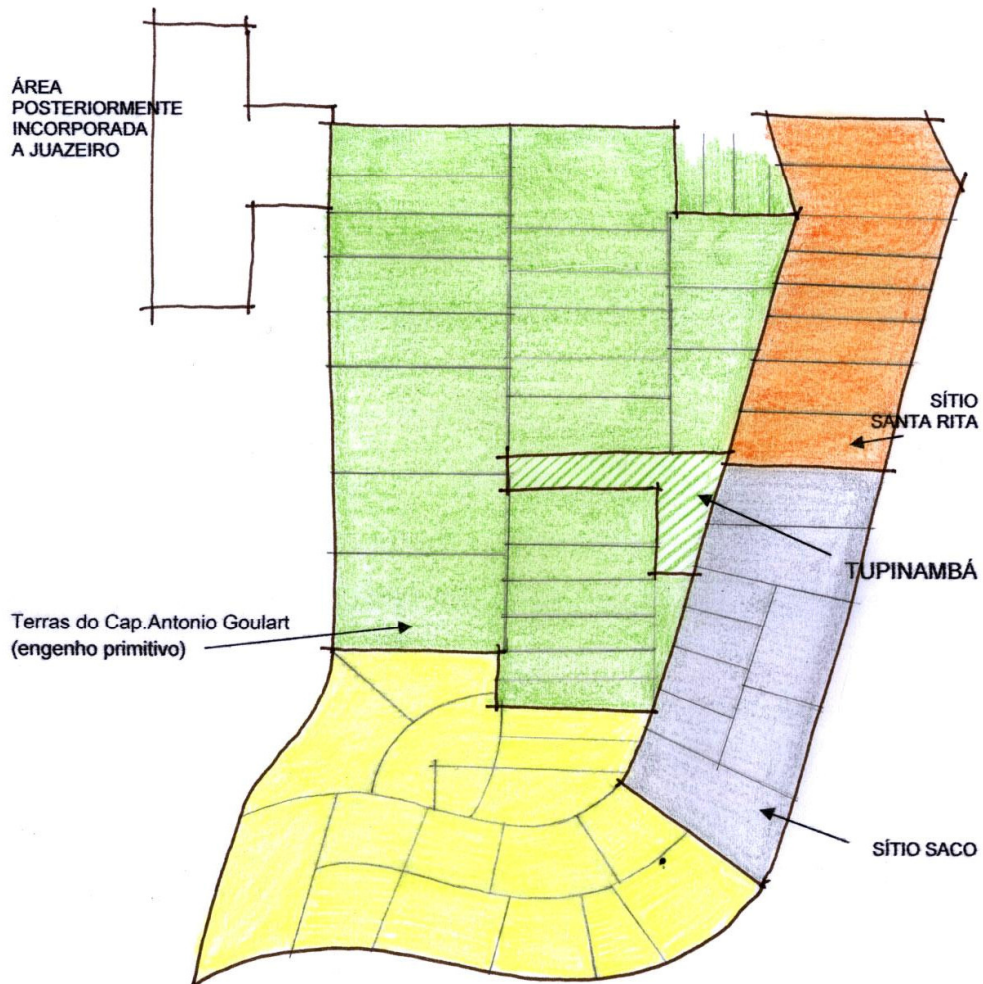 ÁREA
POSTERIORMENTE
INCORPORADA
A JUAZEIRO
SÍTIO
SANTA RITA
TUPINAMBÁ
Terras do Cap.Antonio Goulart
(engenho primitivo)
SÍTIO SACO